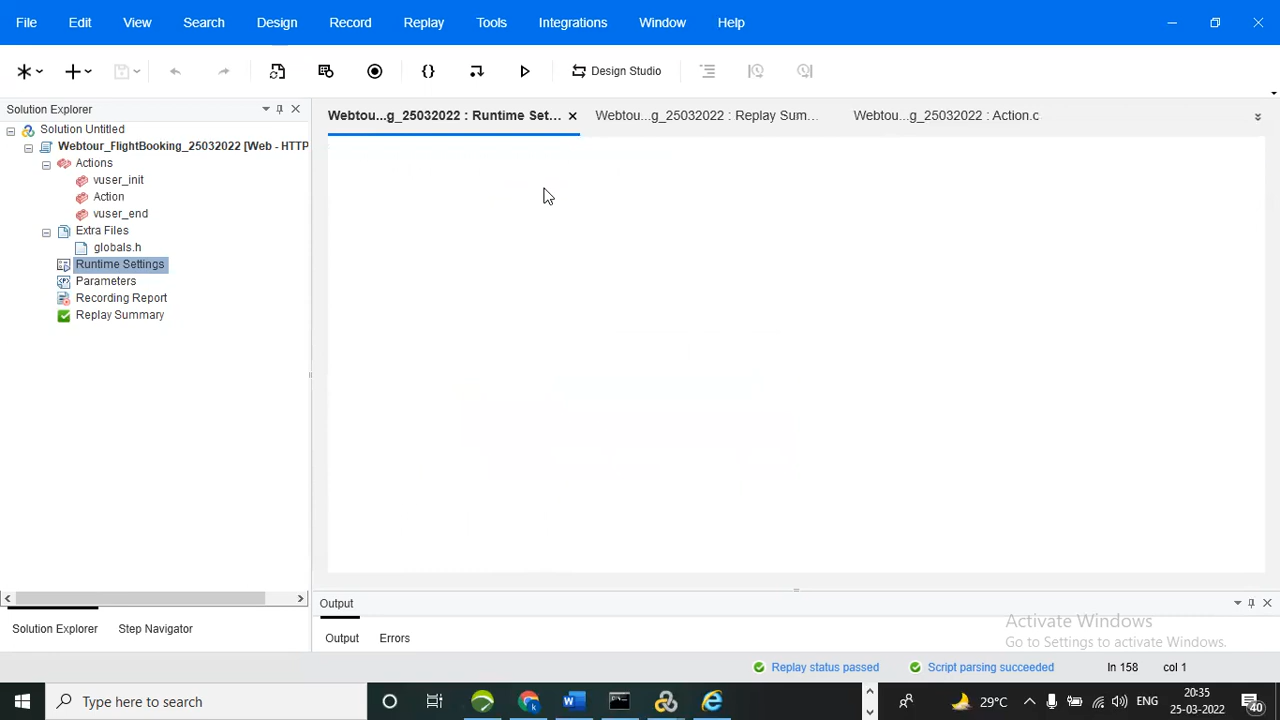 File Edit View Search Design Record Replay Tools Integrations Window Help
Design Studio
Solution Explorer
Webtou...g_25032022 : Runtime Set... Webtou...g_25032022 : Replay Sum... Webtou...g_25032022 : Action.c
Solution Untitled
Webtour_FlightBooking_25032022 [Web - HTTP
Actions
vuser_init
Action
vuser_end
Extra Files
globals.h
Runtime Settings
Parameters
Recording Report
Replay Summary
Output
Solution Explorer Step Navigator
Output Errors
Activate Windows
Go to Settings to activate Windows.
Replay status passed Script parsing succeeded ln 158 col 1
Type here to search
29°C ENG
20:35
25-03-2022
40